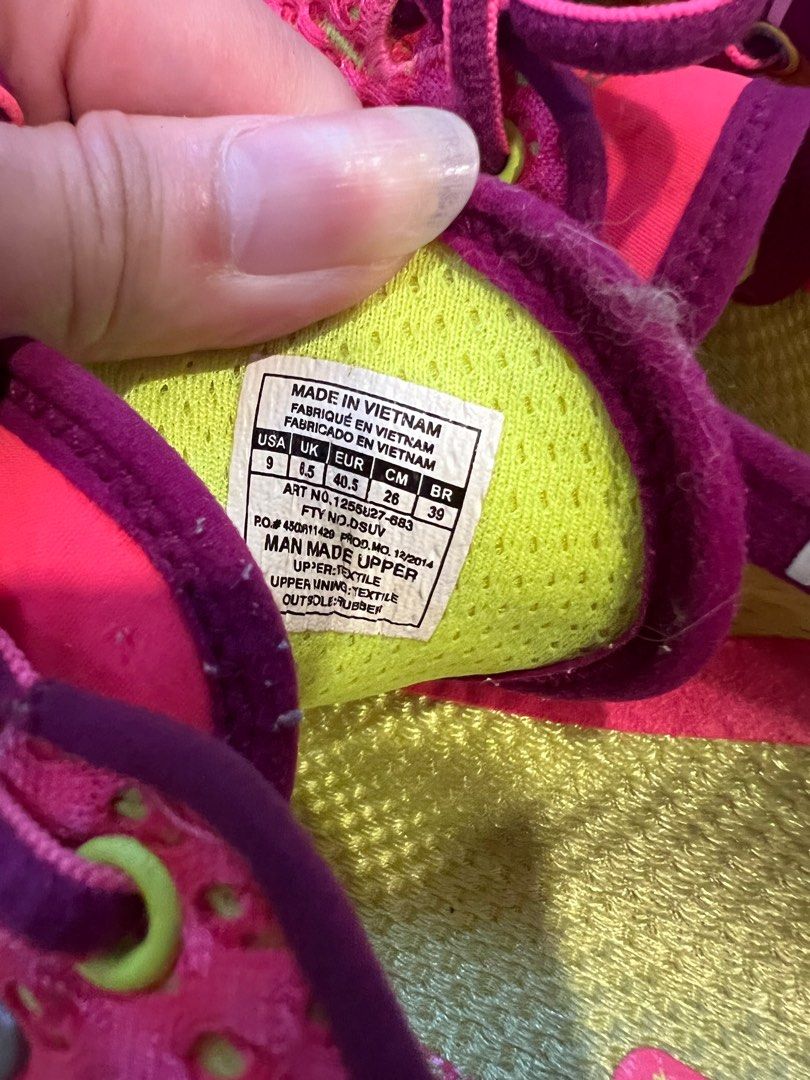 MADE IN VIETNAM
FABRIQUÉ EN VIETNAM
FABRICADO EN VIETNAM
USA UK EUR CM BR
9 6.5 40.5 26 39
ART NO.1255827-683
FTY NO.DSUV
P.O.# PROD.MO. 12/2014
MAN MADE UPPER
UPPER:TEXTILE
UPPER LINING:TEXTILE
OUTSOLE:RUBBER